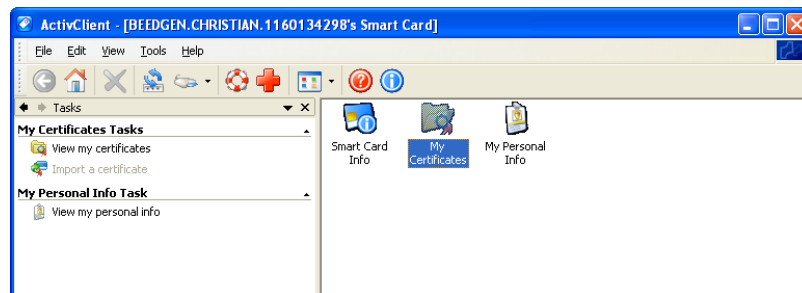 ActivClient - [BEEDGEN.CHRISTIAN.1160134298's Smart Card]
File Edit View Tools Help
Tasks
My Certificates Tasks
View my certificates
Import a certificate
My Personal Info Task
View my personal info
Smart Card Info
My Certificates
My Personal Info